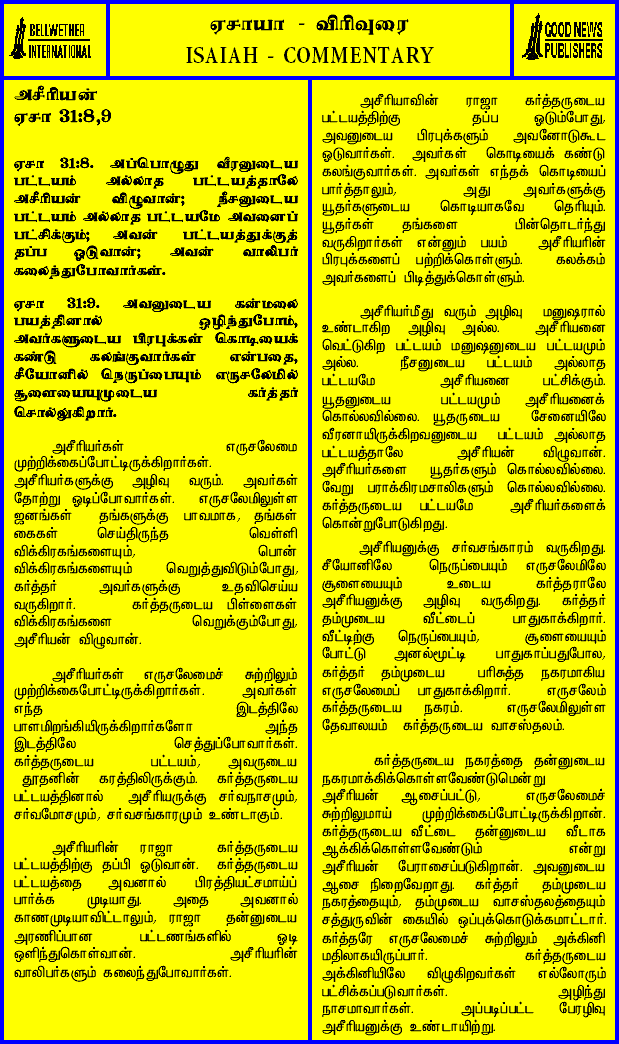 BELLWETHER
INTERNATIONAL
ஏசாயா - விரிவுரை
ISAIAH - COMMENTARY
GOOD NEWS
PUBLISHERS
அசீரியன்
ஏசா 31:8,9
ஏசா 31:8. அப்பொழுது வீரனுடைய
பட்டயம் அல்லாத பட்டயத்தாலே
அசீரியன் விழுவான்; நீசனுடைய
பட்டயம் அல்லாத பட்டயமே அவனைப்
பட்சிக்கும்; அவன் பட்டயத்துக்குத்
தப்ப ஓடுவான்; அவன் வாலிபர்
கலைந்துபோவார்கள்.
ஏசா 31:9. அவனுடைய கன்மலை
பயத்தினால் ஒழிந்துபோம்,
அவர்களுடைய பிரபுக்கள் கொடியைக்
கண்டு கலங்குவார்கள் என்பதை,
சீயோனில் நெருப்பையும் எருசலேமில்
சூளையையுமுடைய கர்த்தர்
சொல்லுகிறார்.
அசீரியர்கள் எருசலேமை
முற்றிக்கைப்போட்டிருக்கிறார்கள்.
அசீரியர்களுக்கு அழிவு வரும். அவர்கள்
தோற்று ஓடிப்போவார்கள். எருசலேமிலுள்ள
ஜனங்கள் தங்களுக்கு பாவமாக, தங்கள்
கைகள் செய்திருந்த வெள்ளி
விக்கிரகங்களையும், பொன்
விக்கிரகங்களையும் வெறுத்துவிடும்போது,
கர்த்தர் அவர்களுக்கு உதவிசெய்ய
வருகிறார். கர்த்தருடைய பிள்ளைகள்
விக்கிரகங்களை வெறுக்கும்போது,
அசீரியன் விழுவான்.
அசீரியர்கள் எருசலேமைச் சுற்றிலும்
முற்றிக்கைபோட்டிருக்கிறார்கள். அவர்கள்
எந்த இடத்திலே
பாளமிறங்கியிருக்கிறார்களோ அந்த
இடத்திலே செத்துப்போவார்கள்.
கர்த்தருடைய பட்டயம், அவருடைய
தூதனின் கரத்திலிருக்கும். கர்த்தருடைய
பட்டயத்தினால் அசீரியருக்கு சர்வநாசமும்,
சர்வமோசமும், சர்வசங்காரமும் உண்டாகும்.
அசீரியரின் ராஜா கர்த்தருடைய
பட்டயத்திற்கு தப்பி ஓடுவான். கர்த்தருடைய
பட்டயத்தை அவனால் பிரத்தியட்சமாய்ப்
பார்க்க முடியாது. அதை அவனால்
காணமுடியாவிட்டாலும், ராஜா தன்னுடைய
அரணிப்பான பட்டணங்களில் ஓடி
ஒளிந்துகொள்வான். அசீரியரின்
வாலிபர்களும் கலைந்துபோவார்கள்.
அசீரியாவின் ராஜா கர்த்தருடைய
பட்டயத்திற்கு தப்ப ஓடும்போது,
அவனுடைய பிரபுக்களும் அவனோடுகூட
ஓடுவார்கள். அவர்கள் கொடியைக் கண்டு
கலங்குவார்கள். அவர்கள் எந்தக் கொடியைப்
பார்த்தாலும், அது அவர்களுக்கு
யூதர்களுடைய கொடியாகவே தெரியும்.
யூதர்கள் தங்களை பின்தொடர்ந்து
வருகிறார்கள் என்னும் பயம் அசீரியரின்
பிரபுக்களைப் பற்றிக்கொள்ளும். கலக்கம்
அவர்களைப் பிடித்துக்கொள்ளும்.
அசீரியர்மீது வரும் அழிவு மனுஷரால்
உண்டாகிற அழிவு அல்ல. அசீரியனை
வெட்டுகிற பட்டயம் மனுஷனுடைய பட்டயமும்
அல்ல. நீசனுடைய பட்டயம் அல்லாத
பட்டயமே அசீரியனை பட்சிக்கும்.
யூதனுடைய பட்டயமும் அசீரியனைக்
கொல்லவில்லை. யூதருடைய சேனையிலே
வீரனாயிருக்கிறவனுடைய பட்டயம் அல்லாத
பட்டயத்தாலே அசீரியன் விழுவான்.
அசீரியர்களை யூதர்களும் கொல்லவில்லை.
வேறு பராக்கிரமசாலிகளும் கொல்லவில்லை.
கர்த்தருடைய பட்டயமே அசீரியர்களைக்
கொன்றுபோடுகிறது.
அசீரியனுக்கு சர்வசங்காரம் வருகிறது.
சீயோனிலே நெருப்பையும் எருசலேமிலே
சூளையையும் உடைய கர்த்தராலே
அசீரியனுக்கு அழிவு வருகிறது. கர்த்தர்
தம்முடைய வீட்டைப் பாதுகாக்கிறார்.
வீட்டிற்கு நெருப்பையும், சூளையையும்
போட்டு அனல்மூட்டி பாதுகாப்பதுபோல,
கர்த்தர் தம்முடைய பரிசுத்த நகரமாகிய
எருசலேமைப் பாதுகாக்கிறார். எருசலேம்
கர்த்தருடைய நகரம். எருசலேமிலுள்ள
தேவாலயம் கர்த்தருடைய வாசஸ்தலம்.
கர்த்தருடைய நகரத்தை தன்னுடைய
நகரமாக்கிக்கொள்ளவேண்டுமென்று
அசீரியன் ஆசைப்பட்டு, எருசலேமைச்
சுற்றிலுமாய் முற்றிக்கைப்போட்டிருக்கிறான்.
கர்த்தருடைய வீட்டை தன்னுடைய வீடாக
ஆக்கிக்கொள்ளவேண்டும் என்று
அசீரியன் பேராசைப்படுகிறான். அவனுடைய
ஆசை நிறைவேறாது. கர்த்தர் தம்முடைய
நகரத்தையும், தம்முடைய வாசஸ்தலத்தையும்
சத்துருவின் கையில் ஒப்புக்கொடுக்கமாட்டார்.
கர்த்தரே எருசலேமைச் சுற்றிலும் அக்கினி
மதிலாகயிருப்பார். கர்த்தருடைய
அக்கினியிலே விழுகிறவர்கள் எல்லோரும்
பட்சிக்கப்படுவார்கள். அழிந்து
நாசமாவார்கள். அப்படிப்பட்ட பேரழிவு
அசீரியனுக்கு உண்டாயிற்று.